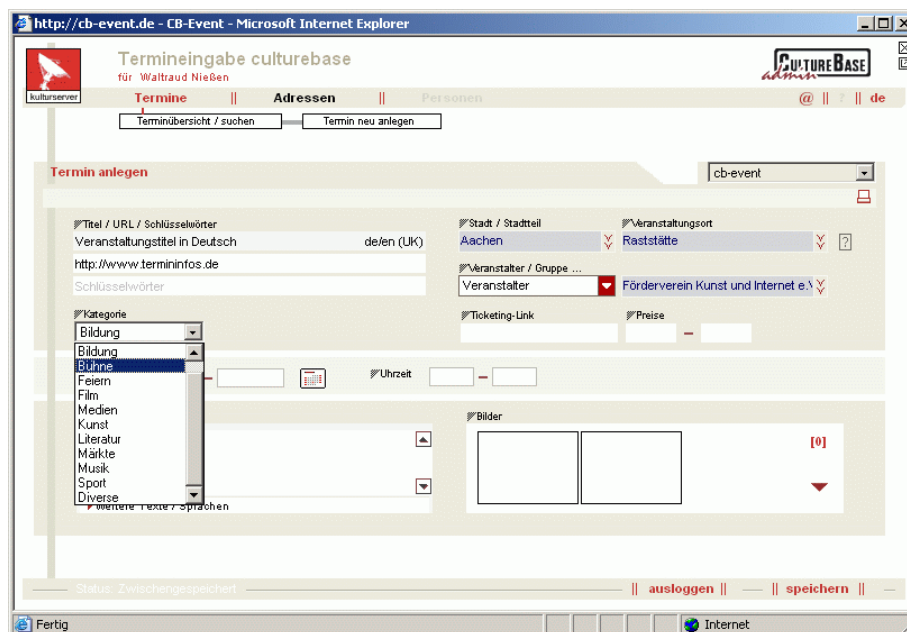 http://cb-event.de - CB-Event - Microsoft Internet Explorer
Termineingabe culturebase
für Waltraud Nießen
CULTUREBASE
admin
kulturserver
Termine || Adressen || Personen
@ || ? || de
Terminübersicht / suchen
Termin neu anlegen
Termin anlegen
cb-event
Titel / URL / Schlüsselwörter
Veranstaltungstitel in Deutsch de/en (UK)
http://www.termininfos.de
Schlüsselwörter
Stadt / Stadtteil
Aachen
Veranstaltungsort
Raststätte
?
Veranstalter / Gruppe ...
Veranstalter
Förderverein Kunst und Internet e.V
Kategorie
Bildung
Ticketing-Link
Preise
–
Bildung
Bühne
Feiern
Film
Medien
Kunst
Literatur
Märkte
Musik
Sport
Diverse
–
Uhrzeit
–
Bilder
[0]
Weitere Texte / Sprachen
Status: Zwischengespeichert
|| ausloggen || — || speichern ||
Fertig
Internet